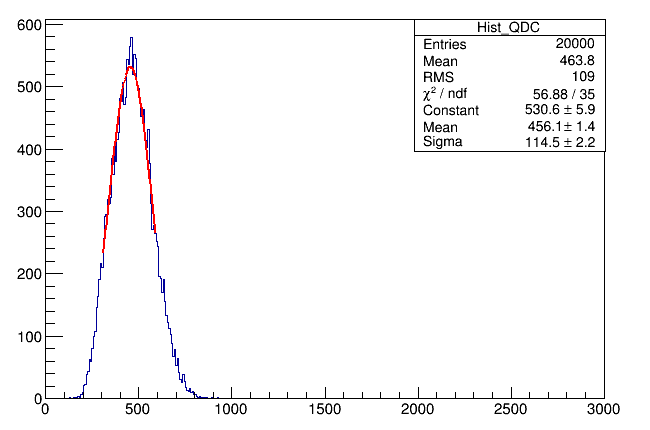 Hist_QDC
Entries 20000
Mean 463.8
RMS 109
χ² / ndf 56.88 / 35
Constant 530.6 ± 5.9
Mean 456.1 ± 1.4
Sigma 114.5 ± 2.2
600
500
400
300
200
100
0
0 500 1000 1500 2000 2500 3000